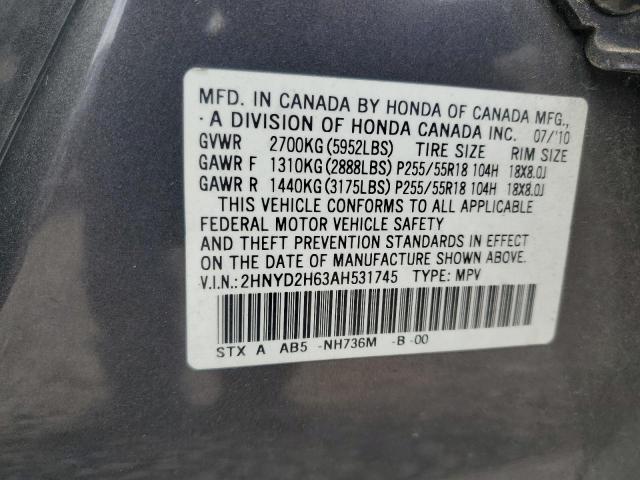 MFD. IN CANADA BY HONDA OF CANADA MFG.,
A DIVISION OF HONDA CANADA INC. 07/'10
GVWR 2700KG(5952LBS) TIRE SIZE RIM SIZE
GAWR F 1310KG(2888LBS) P255/55R18 104H 18X8.0J
GAWR R 1440KG(3175LBS) P255/55R18 104H 18X8.0J
THIS VEHICLE CONFORMS TO ALL APPLICABLE
FEDERAL MOTOR VEHICLE SAFETY
AND THEFT PREVENTION STANDARDS IN EFFECT
ON THE DATE OF MANUFACTURE SHOWN ABOVE.
V.I.N.: 2HNYD2H63AH531745 TYPE: MPV
STX A AB5 -NH736M -B -00